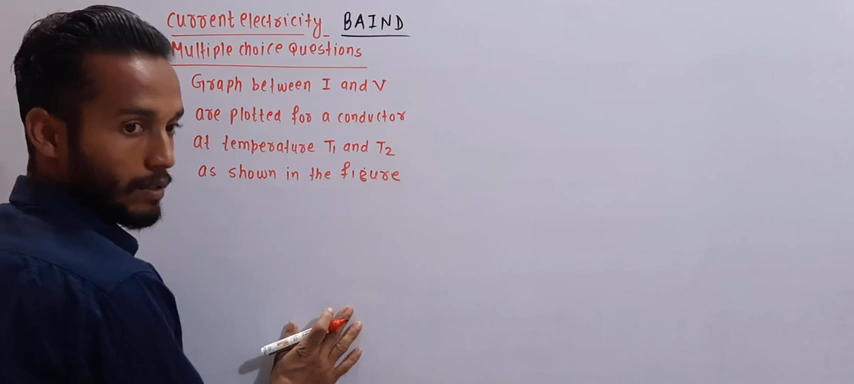 Current electricity BAIND
Multiple choice Questions
Graph between I and V
are plotted for a conductor
at temperature T1 and T2
as shown in the figure